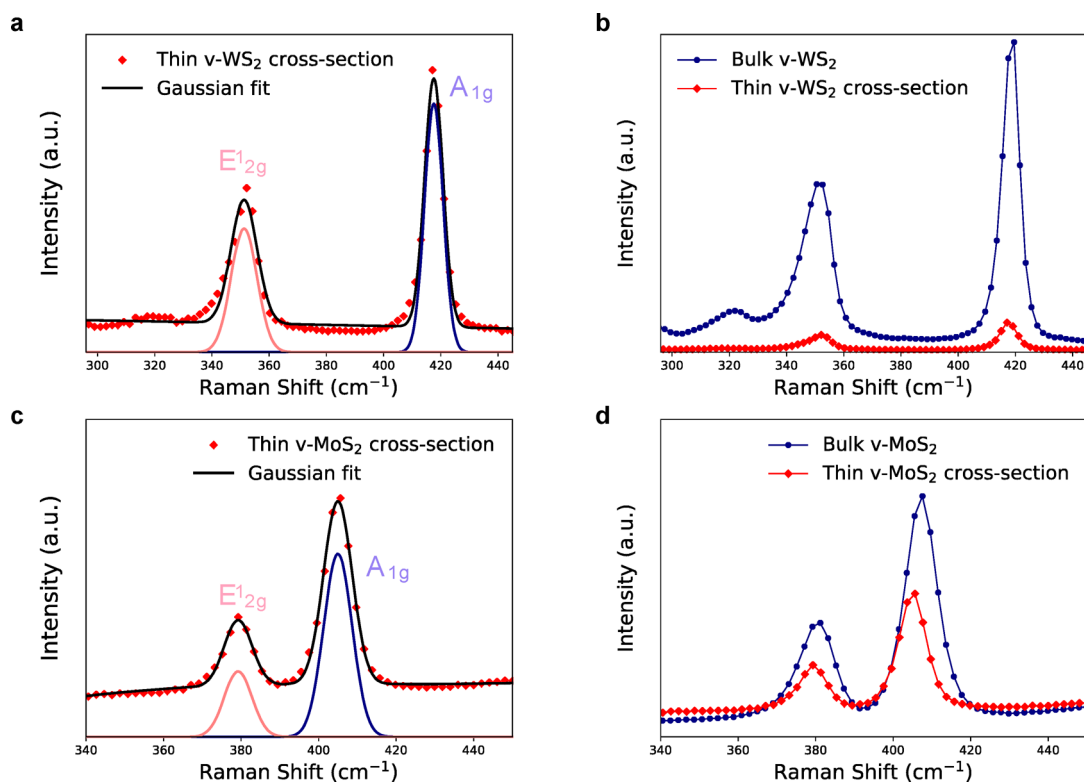 a
Thin v-WS₂ cross-section
Gaussian fit
E¹₂g
A₁g
Intensity (a.u.)
300 320 340 360 380 400 420 440
Raman Shift (cm⁻¹)
b
Bulk v-WS₂
Thin v-WS₂ cross-section
Intensity (a.u.)
300 320 340 360 380 400 420 440
Raman Shift (cm⁻¹)
c
Thin v-MoS₂ cross-section
Gaussian fit
E¹₂g
A₁g
Intensity (a.u.)
340 360 380 400 420 440
Raman Shift (cm⁻¹)
d
Bulk v-MoS₂
Thin v-MoS₂ cross-section
Intensity (a.u.)
340 360 380 400 420 440
Raman Shift (cm⁻¹)